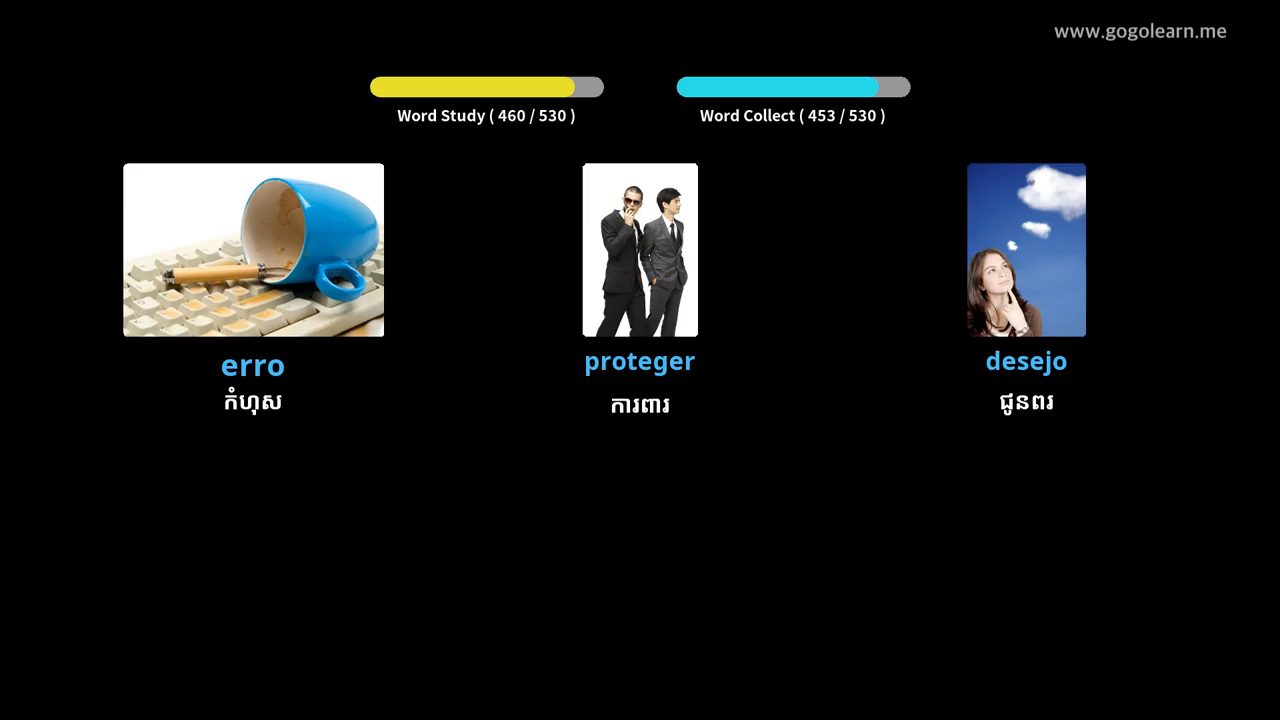 www.gogolearn.me
Word Study ( 460 / 530 )
Word Collect ( 453 / 530 )
erro
proteger
desejo
កំហុស
ការពារ
ជូនពរ